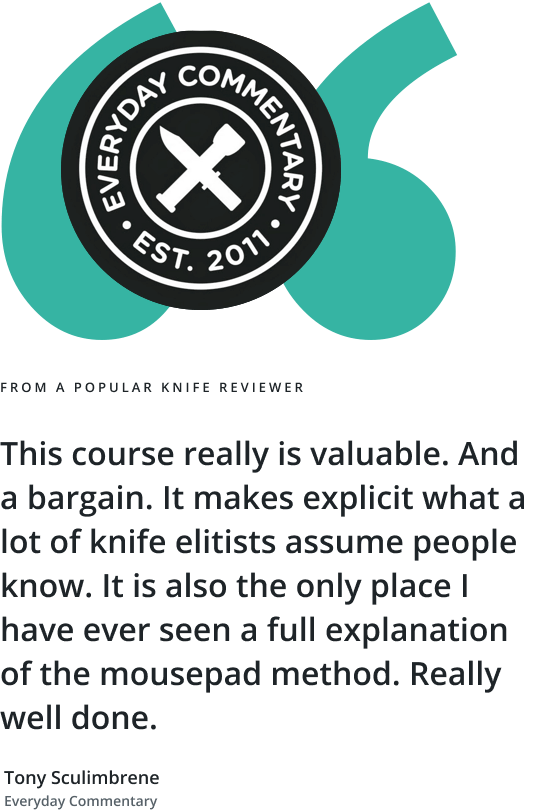 EVERYDAY COMMENTARY
• EST. 2011 •
FROM A POPULAR KNIFE REVIEWER
This course really is valuable. And
a bargain. It makes explicit what a
lot of knife elitists assume people
know. It is also the only place I
have ever seen a full explanation
of the mousepad method. Really
well done.
Tony Sculimbrene
Everyday Commentary